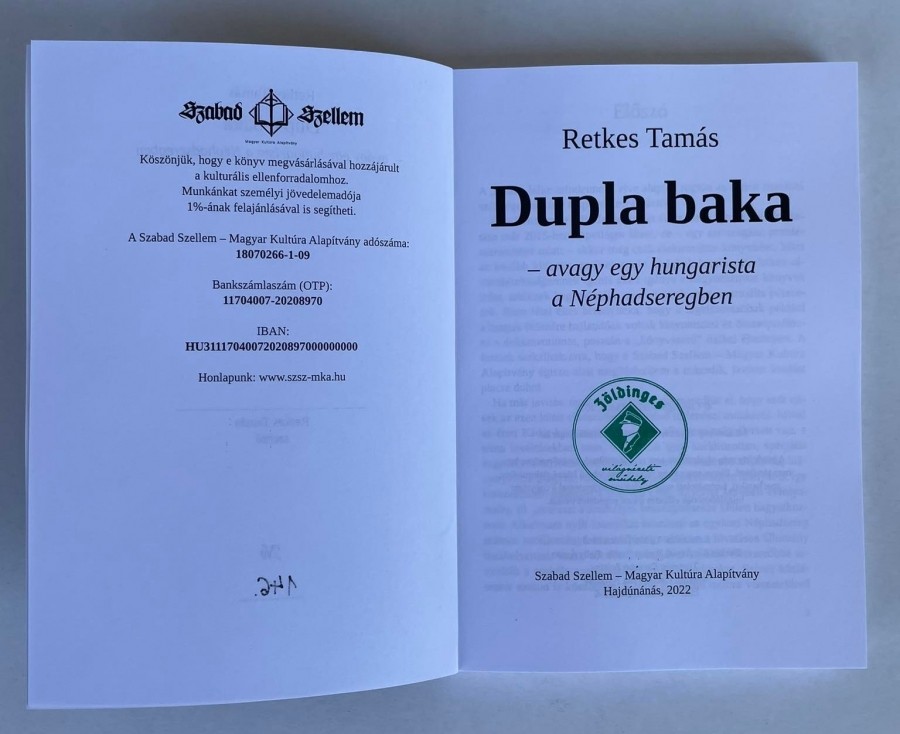 Szabad Szellem
Magyar Kultúra Alapítvány
Köszönjük, hogy e könyv megvásárlásával hozzájárult
a kulturális ellenforradalomhoz.
Munkánkat személyi jövedelemadója
1%-ának felajánlásával is segítheti.
A Szabad Szellem – Magyar Kultúra Alapítvány adószáma:
18070266-1-09
Bankszámlaszám (OTP):
11704007-20208970
IBAN:
HU31117040072020897000000000
Honlapunk: www.szsz-mka.hu
Retkes Tamás
Dupla baka
– avagy egy hungarista
a Néphadseregben
Zöldinges
világnézeti
műhely
Szabad Szellem – Magyar Kultúra Alapítvány
Hajdúnánás, 2022